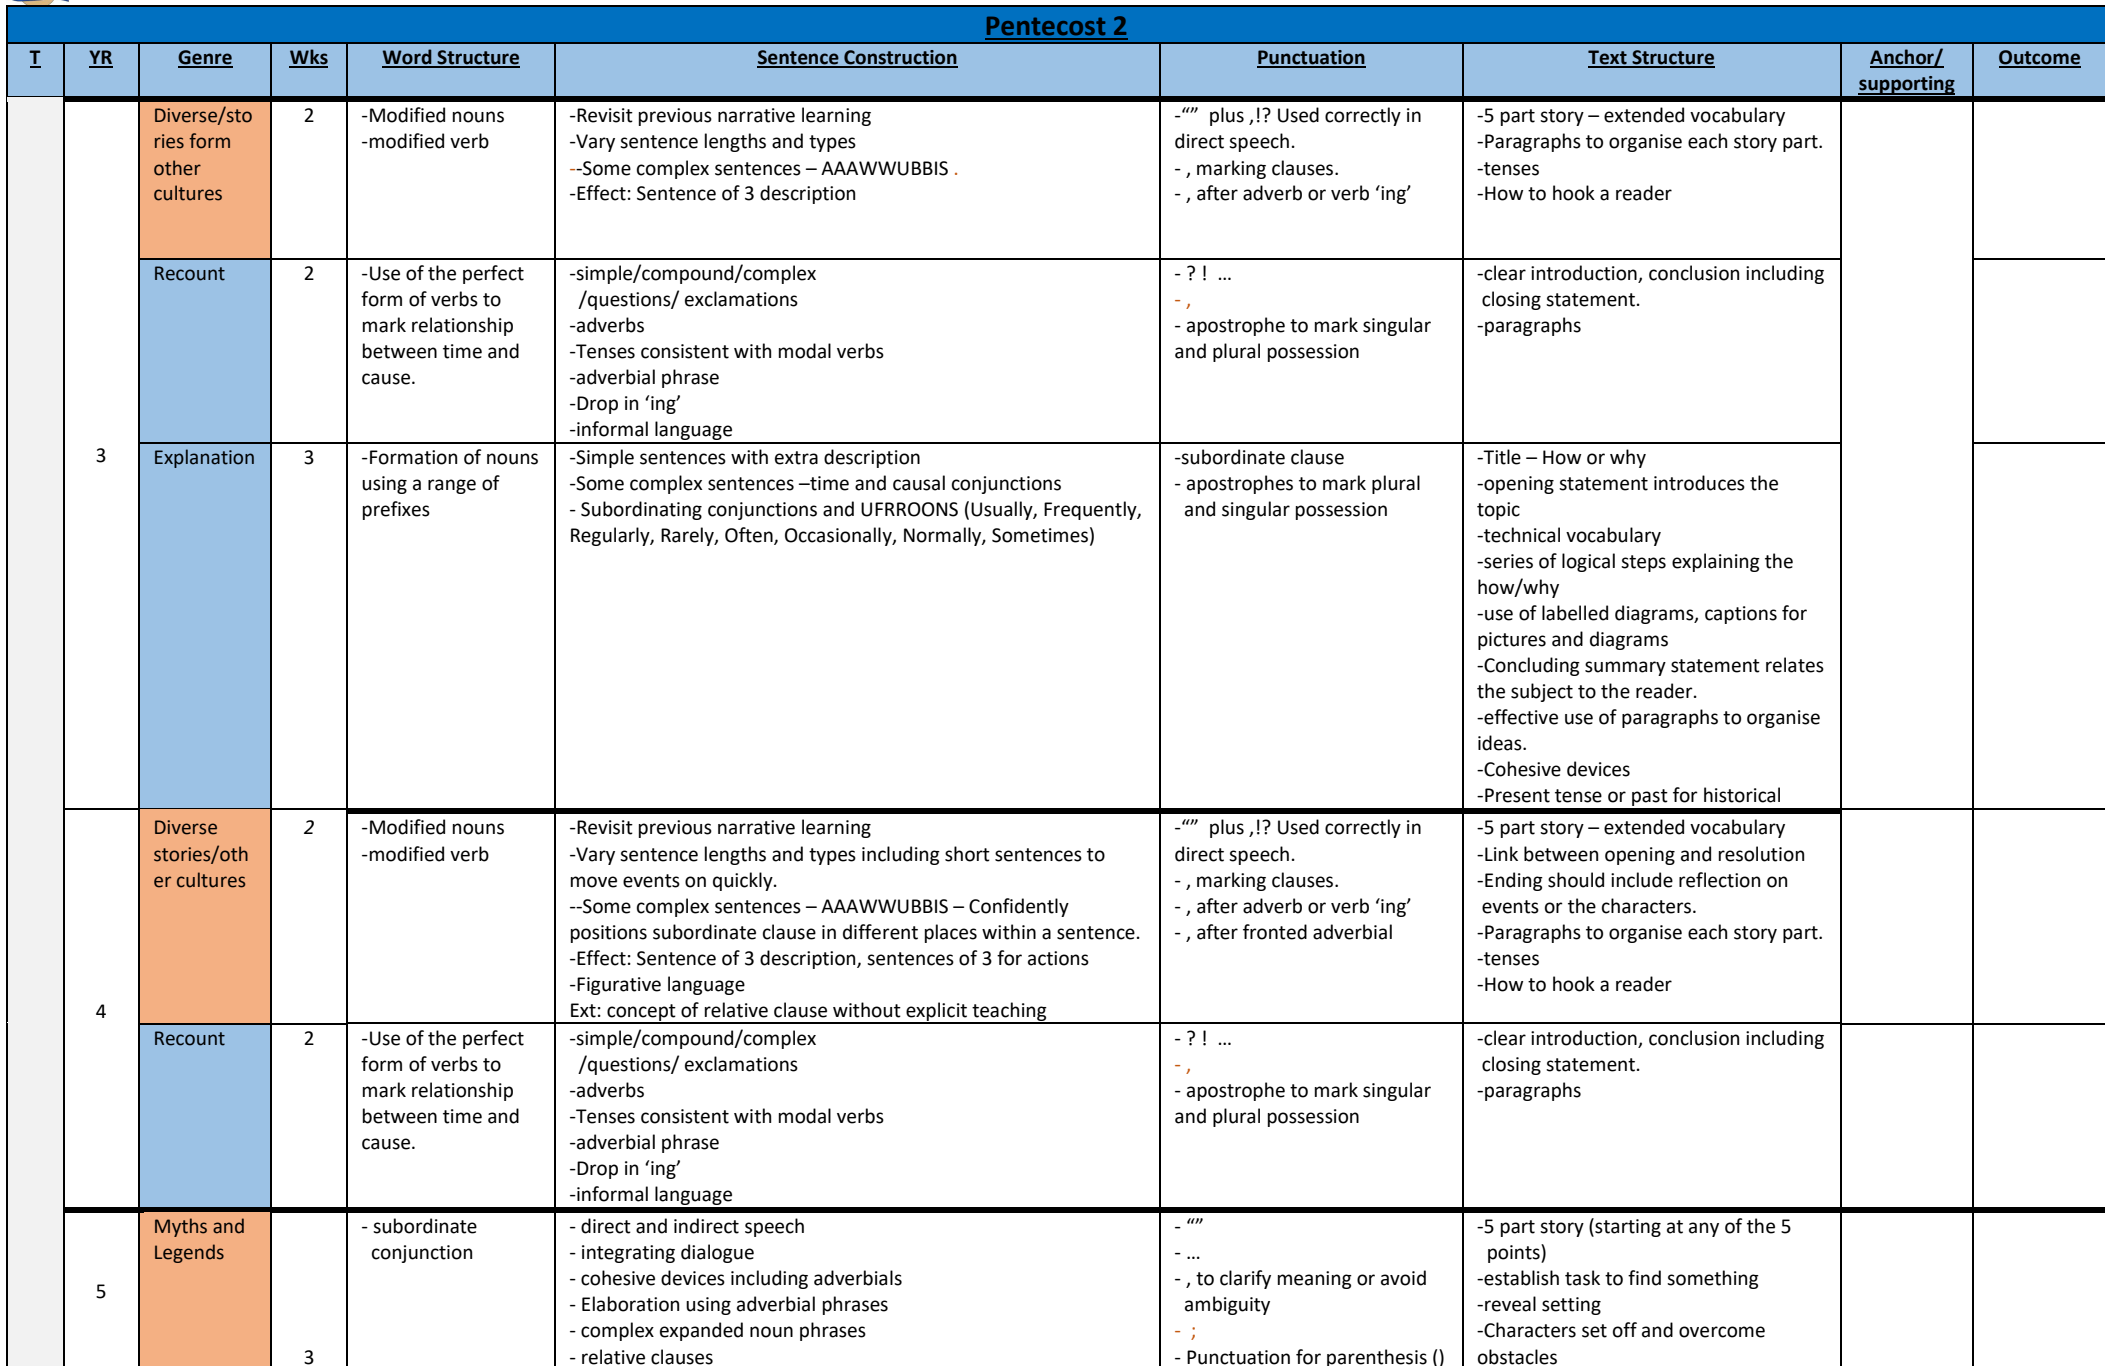 Pentecost 2
T YR Genre Wks Word Structure Sentence Construction Punctuation Text Structure Anchor/
supporting Outcome
3
Diverse/sto
ries form
other
cultures
2
-Modified nouns
-modified verb
-Revisit previous narrative learning
-Vary sentence lengths and types
--Some complex sentences – AAAWWUBBIS .
-Effect: Sentence of 3 description
-“” plus ,!? Used correctly in
direct speech.
- , marking clauses.
- , after adverb or verb ‘ing’
-5 part story – extended vocabulary
-Paragraphs to organise each story part.
-tenses
-How to hook a reader
Recount
2
-Use of the perfect
form of verbs to
mark relationship
between time and
cause.
-simple/compound/complex
/questions/ exclamations
-adverbs
-Tenses consistent with modal verbs
-adverbial phrase
-Drop in ‘ing’
-informal language
- ? ! …
- ,
- apostrophe to mark singular
and plural possession
-clear introduction, conclusion including
closing statement.
-paragraphs
Explanation
3
-Formation of nouns
using a range of
prefixes
-Simple sentences with extra description
-Some complex sentences –time and causal conjunctions
- Subordinating conjunctions and UFRROONS (Usually, Frequently,
Regularly, Rarely, Often, Occasionally, Normally, Sometimes)
-subordinate clause
- apostrophes to mark plural
and singular possession
-Title – How or why
-opening statement introduces the
topic
-technical vocabulary
-series of logical steps explaining the
how/why
-use of labelled diagrams, captions for
pictures and diagrams
-Concluding summary statement relates
the subject to the reader.
-effective use of paragraphs to organise
ideas.
-Cohesive devices
-Present tense or past for historical
4
Diverse
stories/oth
er cultures
2
-Modified nouns
-modified verb
-Revisit previous narrative learning
-Vary sentence lengths and types including short sentences to
move events on quickly.
--Some complex sentences – AAAWWUBBIS – Confidently
positions subordinate clause in different places within a sentence.
-Effect: Sentence of 3 description, sentences of 3 for actions
-Figurative language
Ext: concept of relative clause without explicit teaching
-“” plus ,!? Used correctly in
direct speech.
- , marking clauses.
- , after adverb or verb ‘ing’
- , after fronted adverbial
-5 part story – extended vocabulary
-Link between opening and resolution
-Ending should include reflection on
events or the characters.
-Paragraphs to organise each story part.
-tenses
-How to hook a reader
Recount
2
-Use of the perfect
form of verbs to
mark relationship
between time and
cause.
-simple/compound/complex
/questions/ exclamations
-adverbs
-Tenses consistent with modal verbs
-adverbial phrase
-Drop in ‘ing’
-informal language
- ? ! …
- ,
- apostrophe to mark singular
and plural possession
-clear introduction, conclusion including
closing statement.
-paragraphs
5
Myths and
Legends
3
- subordinate
conjunction
- direct and indirect speech
- integrating dialogue
- cohesive devices including adverbials
- Elaboration using adverbial phrases
- complex expanded noun phrases
- relative clauses
- “”
- …
- , to clarify meaning or avoid
ambiguity
- ;
- Punctuation for parenthesis ()
-5 part story (starting at any of the 5
points)
-establish task to find something
-reveal setting
-Characters set off and overcome
obstacles